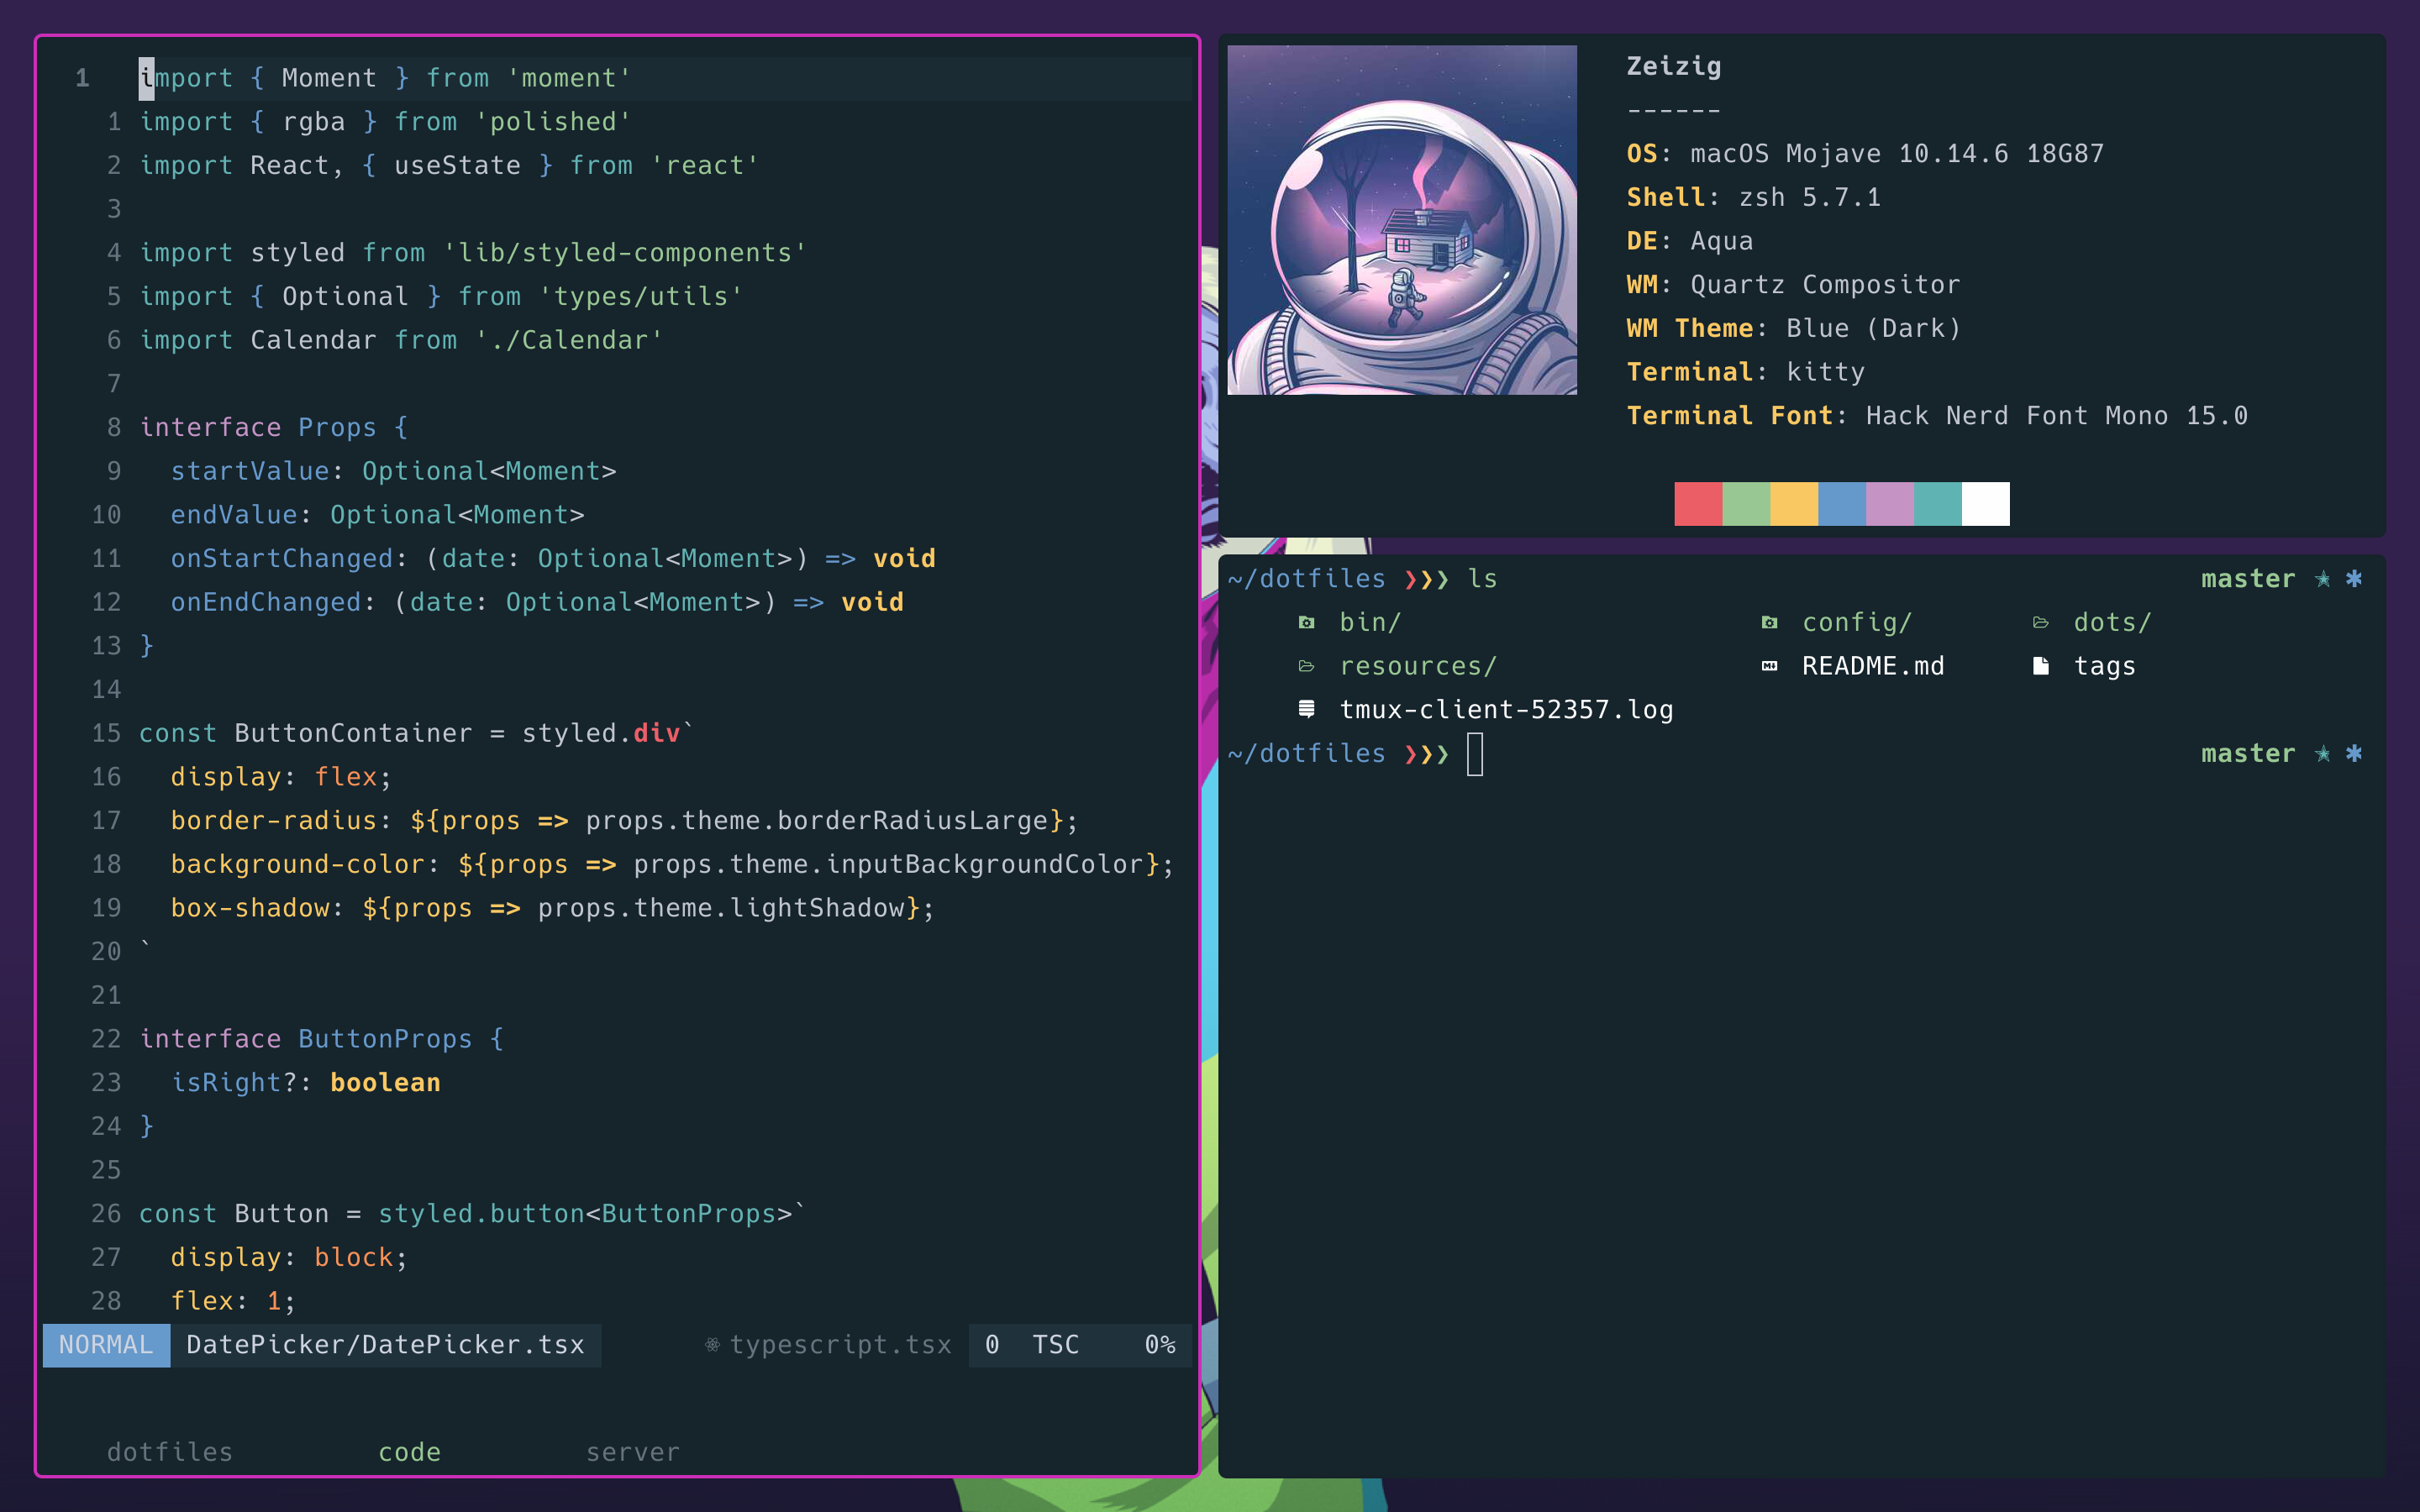 1 import { Moment } from 'moment'
1 import { rgba } from 'polished'
2 import React, { useState } from 'react'
3
4 import styled from 'lib/styled-components'
5 import { Optional } from 'types/utils'
6 import Calendar from './Calendar'
7
8 interface Props {
9   startValue: Optional<Moment>
10   endValue: Optional<Moment>
11   onStartChanged: (date: Optional<Moment>) => void
12   onEndChanged: (date: Optional<Moment>) => void
13 }
14
15 const ButtonContainer = styled.div`
16   display: flex;
17   border-radius: ${props => props.theme.borderRadiusLarge};
18   background-color: ${props => props.theme.inputBackgroundColor};
19   box-shadow: ${props => props.theme.lightShadow};
20 `
21
22 interface ButtonProps {
23   isRight?: boolean
24 }
25
26 const Button = styled.button<ButtonProps>`
27   display: block;
28   flex: 1;
NORMAL DatePicker/DatePicker.tsx typescript.tsx 0 TSC 0%
dotfiles code server
Zeizig
------
OS: macOS Mojave 10.14.6 18G87
Shell: zsh 5.7.1
DE: Aqua
WM: Quartz Compositor
WM Theme: Blue (Dark)
Terminal: kitty
Terminal Font: Hack Nerd Font Mono 15.0
~/dotfiles ❯❯❯ ls master ✭ ✱
bin/ config/ dots/
resources/ README.md tags
tmux-client-52357.log
~/dotfiles ❯❯❯ master ✭ ✱